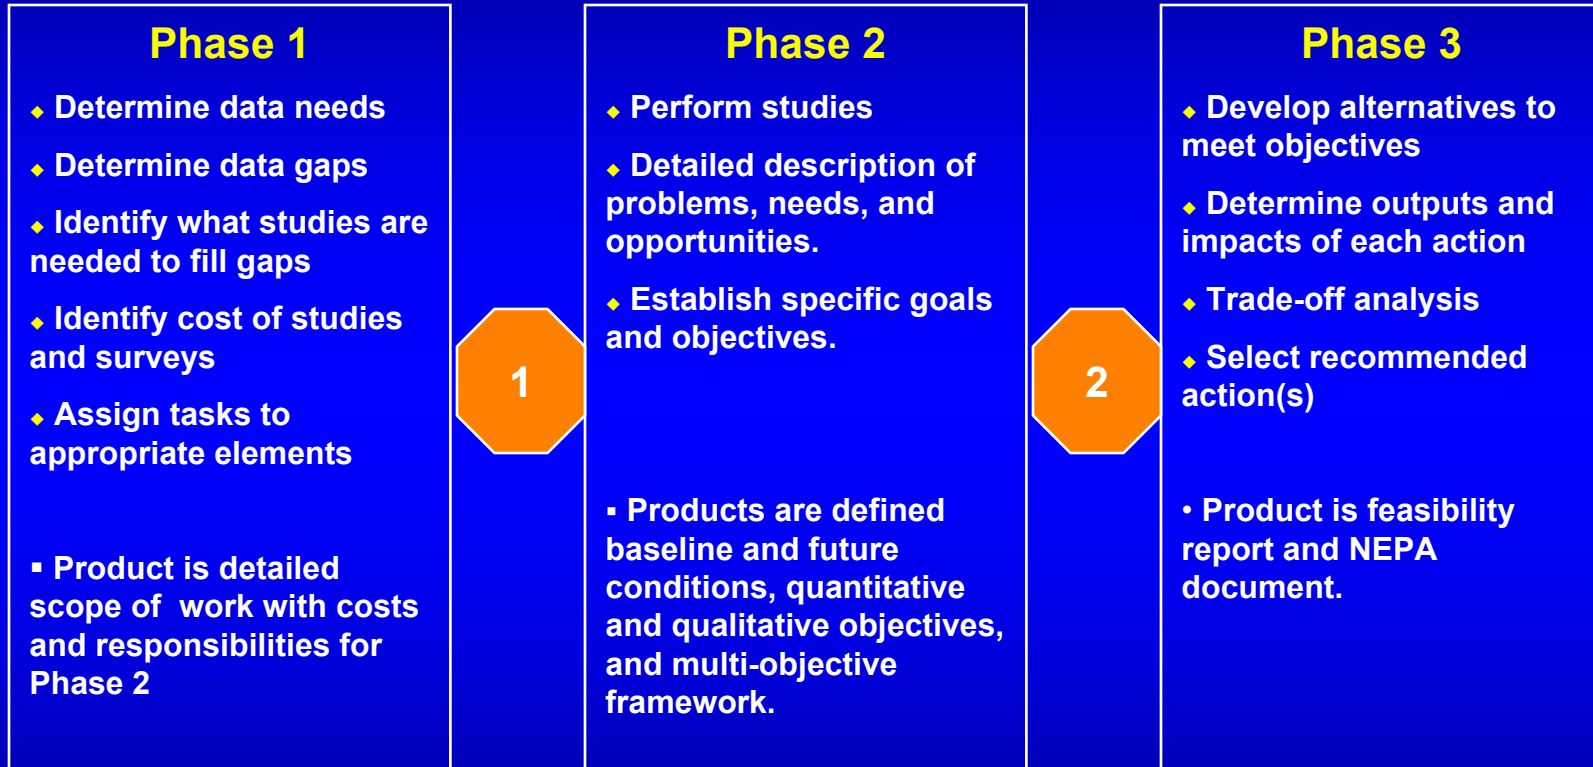 Phase 1
◆ Determine data needs
◆ Determine data gaps
◆ Identify what studies are
needed to fill gaps
◆ Identify cost of studies
and surveys
◆ Assign tasks to
appropriate elements
▪ Product is detailed
scope of  work with costs
and responsibilities for
Phase 2
1
Phase 2
◆ Perform studies
◆ Detailed description of
problems, needs, and
opportunities.
◆ Establish specific goals
and objectives.
▪ Products are defined
baseline and future
conditions, quantitative
and qualitative objectives,
and multi-objective
framework.
2
Phase 3
◆ Develop alternatives to
meet objectives
◆ Determine outputs and
impacts of each action
◆ Trade-off analysis
◆ Select recommended
action(s)
• Product is feasibility
report and NEPA
document.